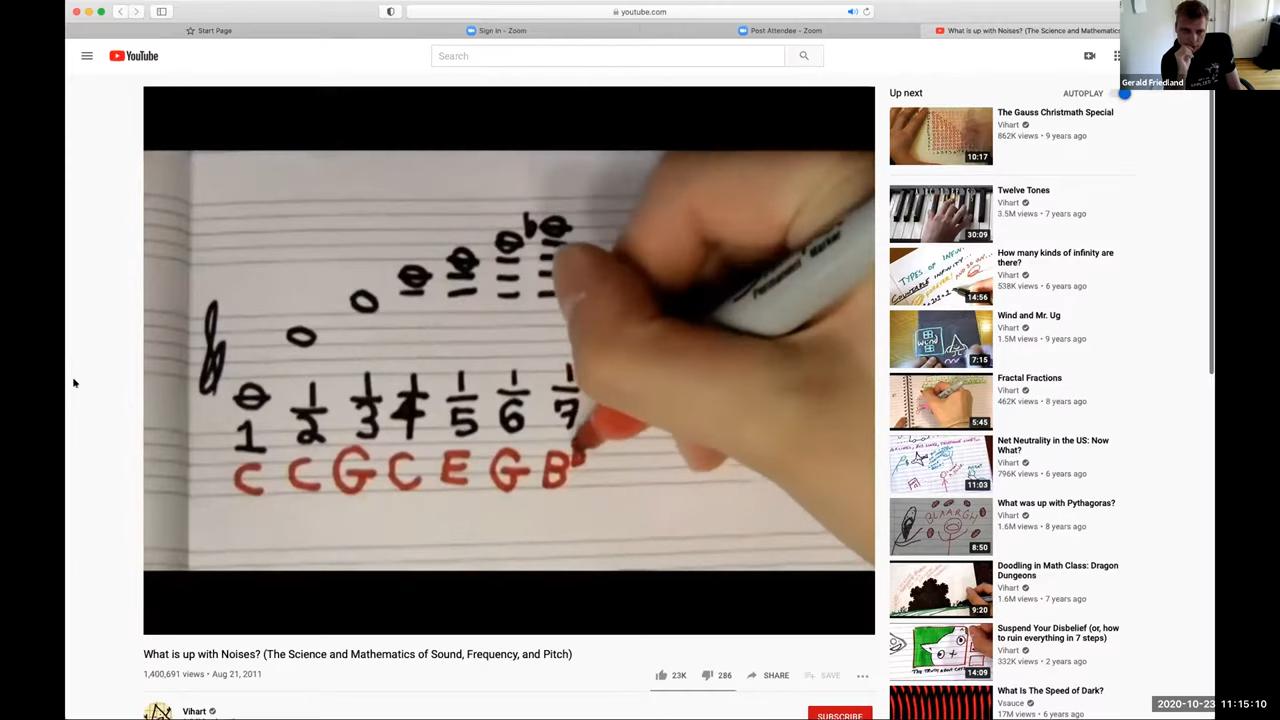 youtube.com
Start Page
Sign In - Zoom
Post Attendee - Zoom
What is up with Noises? (The Science and Mathematics
Gerald Friedland
YouTube
Search
Up next
AUTOPLAY
The Gauss Christmath Special
Vihart
862K views • 9 years ago
10:17
Twelve Tones
Vihart
3.5M views • 7 years ago
30:09
How many kinds of infinity are
there?
Vihart
538K views • 6 years ago
14:56
Wind and Mr. Ug
Vihart
1.5M views • 9 years ago
7:15
Fractal Fractions
Vihart
462K views • 8 years ago
5:45
Net Neutrality in the US: Now
What?
Vihart
796K views • 6 years ago
11:03
What was up with Pythagoras?
Vihart
1.6M views • 8 years ago
8:50
Doodling in Math Class: Dragon
Dungeons
Vihart
1.6M views • 7 years ago
9:20
Suspend Your Disbelief (or, how
to ruin everything in 7 steps)
Vihart
332K views • 2 years ago
14:09
What Is The Speed of Dark?
Vsauce
17M views • 6 years ago
1 1/2 1/3 1/4 1/5 1/6 1/7
C C G C E G B♭
What is up with Noises? (The Science and Mathematics of Sound, Frequency, and Pitch)
1,400,691 views • Aug 21, 2011
23K
286
SHARE
SAVE
Vihart
SUBSCRIBE
2020-10-23 11:15:10